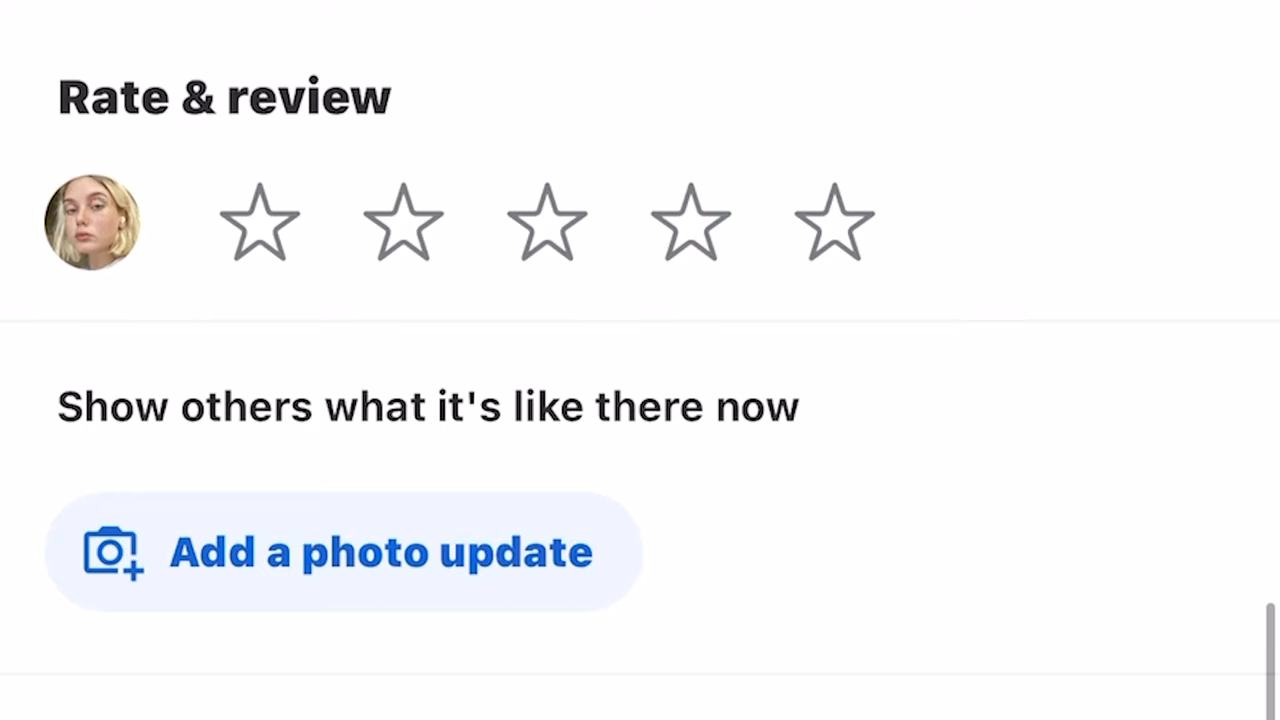 Rate & review
Show others what it's like there now
Add a photo update